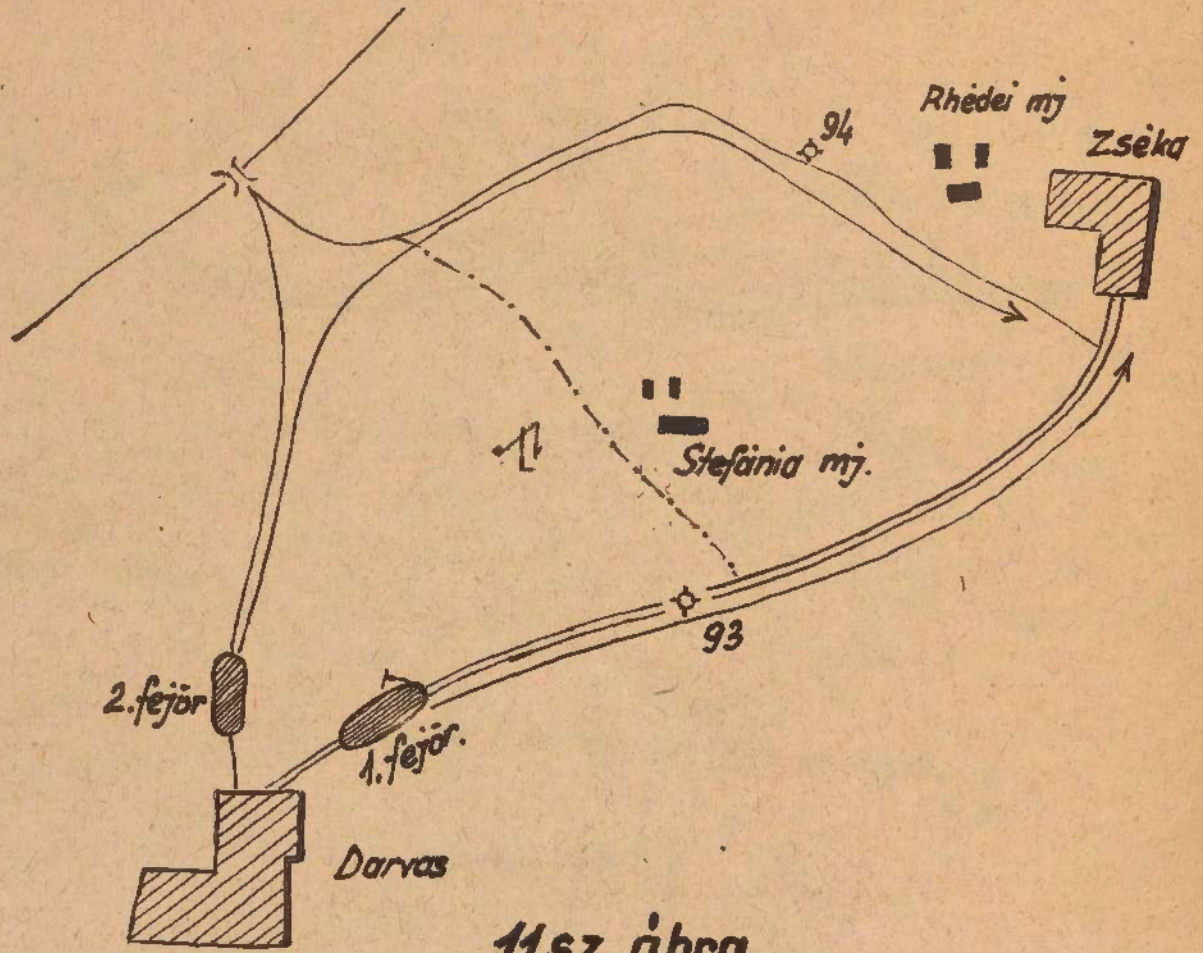 Rhédei mj
94
Zséka
Stefánia mj.
93
2.fejör
1.fejör.
Darvas
11sz. ábra